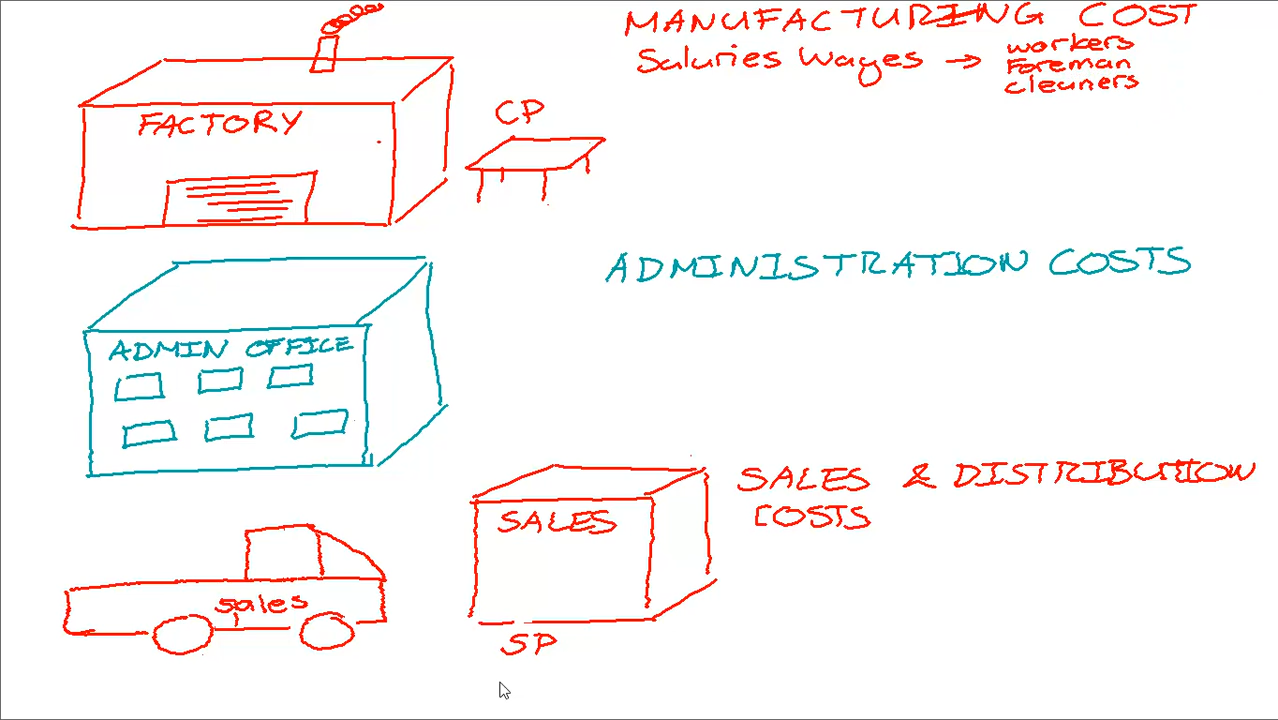 MANUFACTURING COST
Salaries Wages → workers
Foreman
cleaners
FACTORY
CP
ADMINISTRATION COSTS
ADMIN OFFICE
SALES & DISTRIBUTION
COSTS
SALES
sales
SP